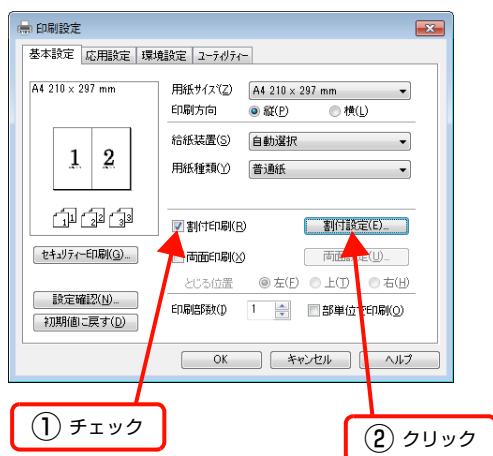 印刷設定
基本設定 応用設定 環境設定 ユーティリティー
A4 210 x 297 mm
用紙サイズ(Z) A4 210 x 297 mm
印刷方向 縦(P) 横(L)
給紙装置(S) 自動選択
用紙種類(Y) 普通紙
1 2
1 1 2 2 3 3
割付印刷(R) 割付設定(E)...
セキュリティー印刷(G)...
両面印刷(X) 両面設定(U)...
とじる位置 左(F) 上(T) 右(H)
設定確認(N)...
印刷部数(I) 1 部単位で印刷(O)
初期値に戻す(D)
OK キャンセル ヘルプ
① チェック
② クリック